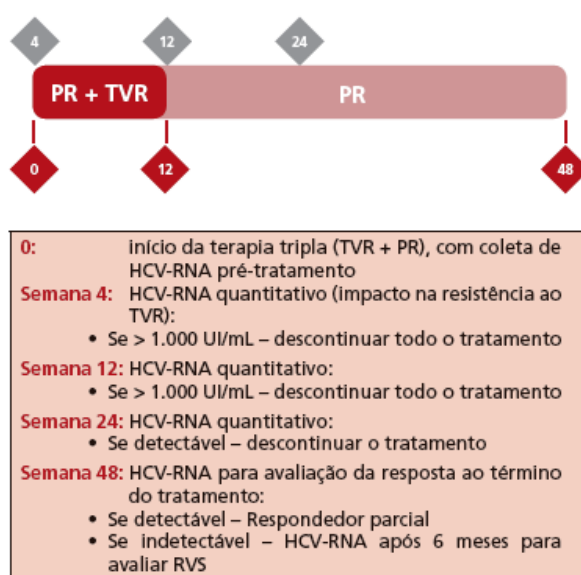 4 12 24
PR + TVR PR
0 12 48
0: início da terapia tripla (TVR + PR), com coleta de
HCV-RNA pré-tratamento
Semana 4: HCV-RNA quantitativo (impacto na resistência ao
TVR):
• Se > 1.000 UI/mL – descontinuar todo o tratamento
Semana 12: HCV-RNA quantitativo:
• Se > 1.000 UI/mL – descontinuar todo o tratamento
Semana 24: HCV-RNA quantitativo:
• Se detectável – descontinuar o tratamento
Semana 48: HCV-RNA para avaliação da resposta ao término
do tratamento:
• Se detectável – Respondedor parcial
• Se indetectável – HCV-RNA após 6 meses para
avaliar RVS